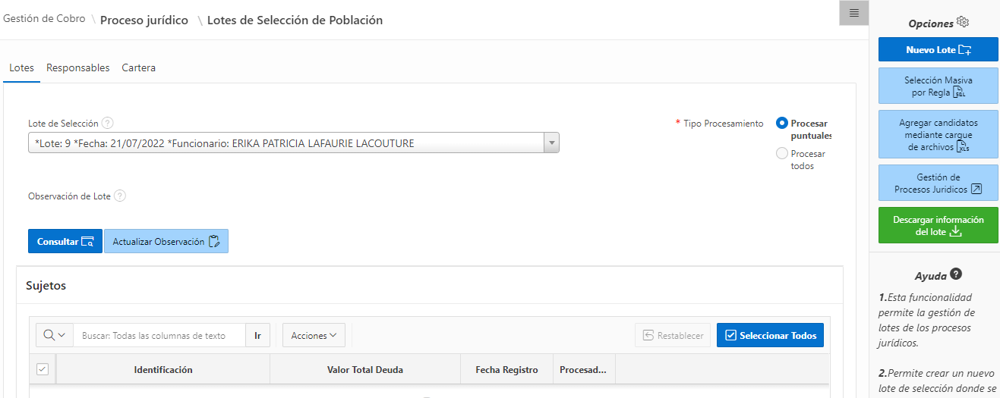 Gestión de Cobro \ Proceso jurídico \ Lotes de Selección de Población
Lotes Responsables Cartera
Lote de Selección ?
*Lote: 9 *Fecha: 21/07/2022 *Funcionario: ERIKA PATRICIA LAFAURIE LACOUTURE
* Tipo Procesamiento
Procesar
puntuales
Procesar
todos
Observación de Lote ?
Consultar
Actualizar Observación
Sujetos
Buscar: Todas las columnas de texto
Ir
Acciones
Restablecer
Seleccionar Todos
Identificación
Valor Total Deuda
Fecha Registro
Procesad...
Opciones
Nuevo Lote
Selección Masiva
por Regla SQL
Agregar candidatos
mediante cargue
de archivos XLS
Gestión de
Procesos Juridicos
Descargar información
del lote
Ayuda ?
1.Esta funcionalidad
permite la gestión de
lotes de los procesos
jurídicos.
2.Permite crear un nuevo
lote de selección donde se